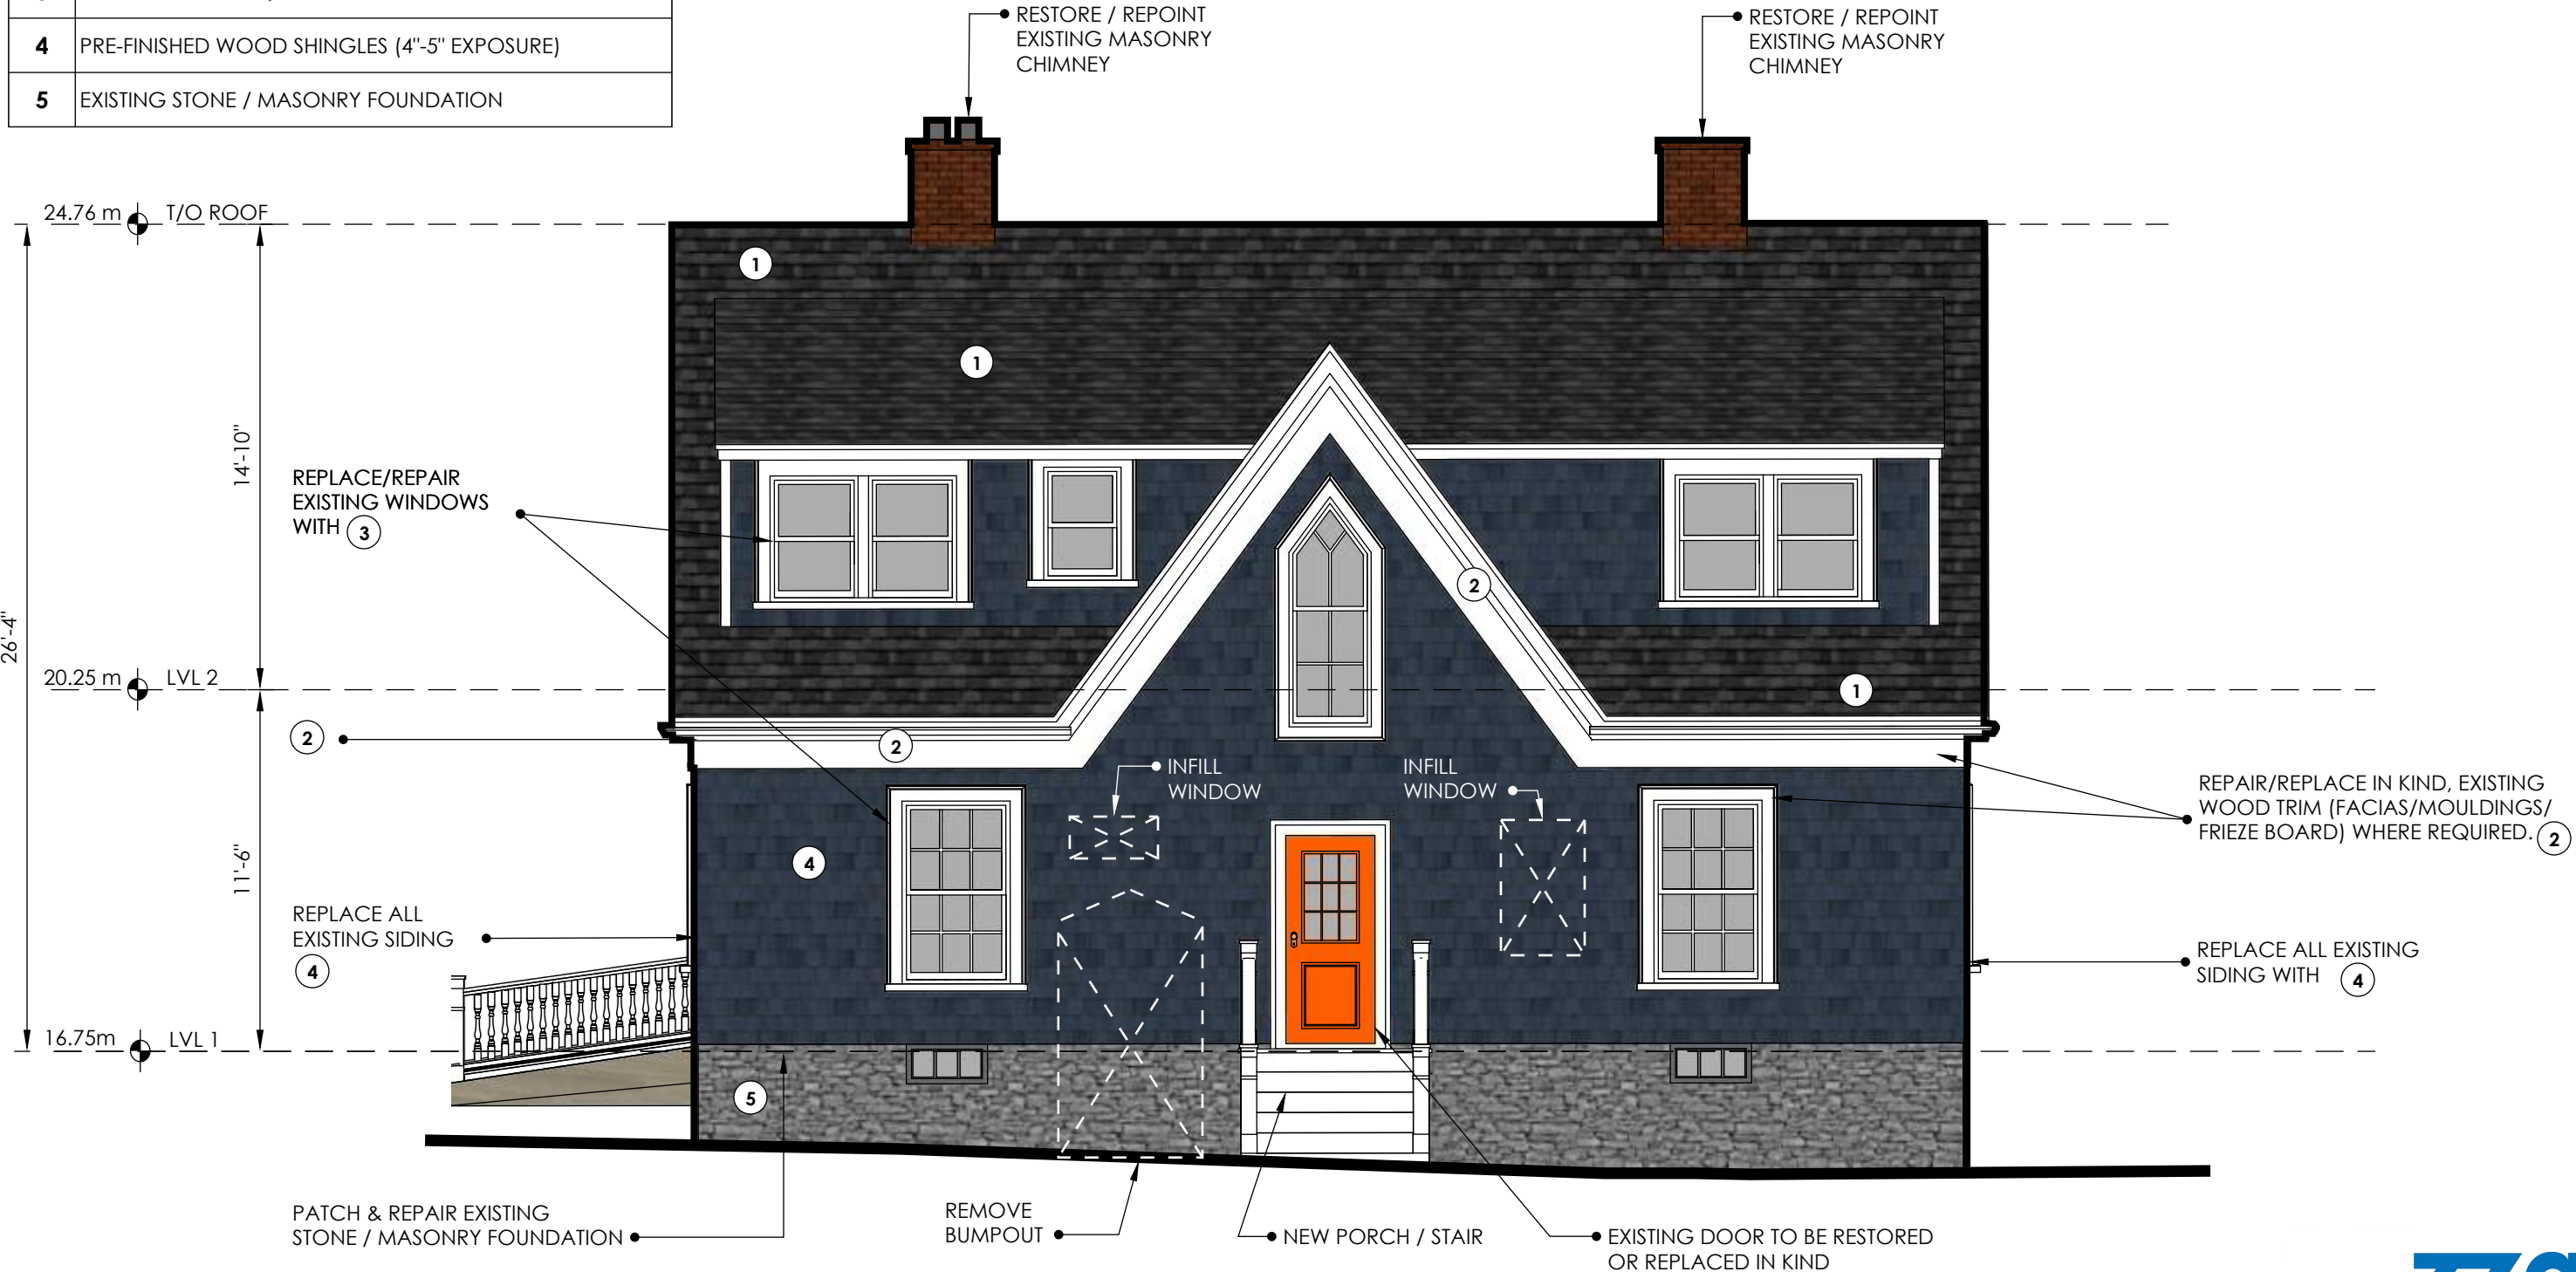 4 PRE-FINISHED WOOD SHINGLES (4"-5" EXPOSURE)
5 EXISTING STONE / MASONRY FOUNDATION
RESTORE / REPOINT
EXISTING MASONRY
CHIMNEY
RESTORE / REPOINT
EXISTING MASONRY
CHIMNEY
24.76 m T/O ROOF
1
1
14'-10"
REPLACE/REPAIR
EXISTING WINDOWS
WITH 3
2
26'-4"
20.25 m LVL 2
1
2
2
INFILL
WINDOW
INFILL
WINDOW
REPAIR/REPLACE IN KIND, EXISTING
WOOD TRIM (FACIAS/MOULDINGS/
FRIEZE BOARD) WHERE REQUIRED. 2
11'-6"
4
REPLACE ALL
EXISTING SIDING
4
REPLACE ALL EXISTING
SIDING WITH 4
16.75m LVL 1
5
PATCH & REPAIR EXISTING
STONE / MASONRY FOUNDATION
REMOVE
BUMPOUT
NEW PORCH / STAIR
EXISTING DOOR TO BE RESTORED
OR REPLACED IN KIND